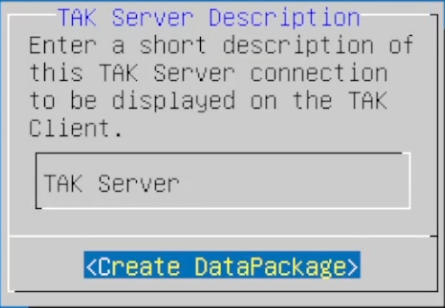 TAK Server Description
Enter a short description of
this TAK Server connection
to be displayed on the TAK
Client.
TAK Server
<Create DataPackage>